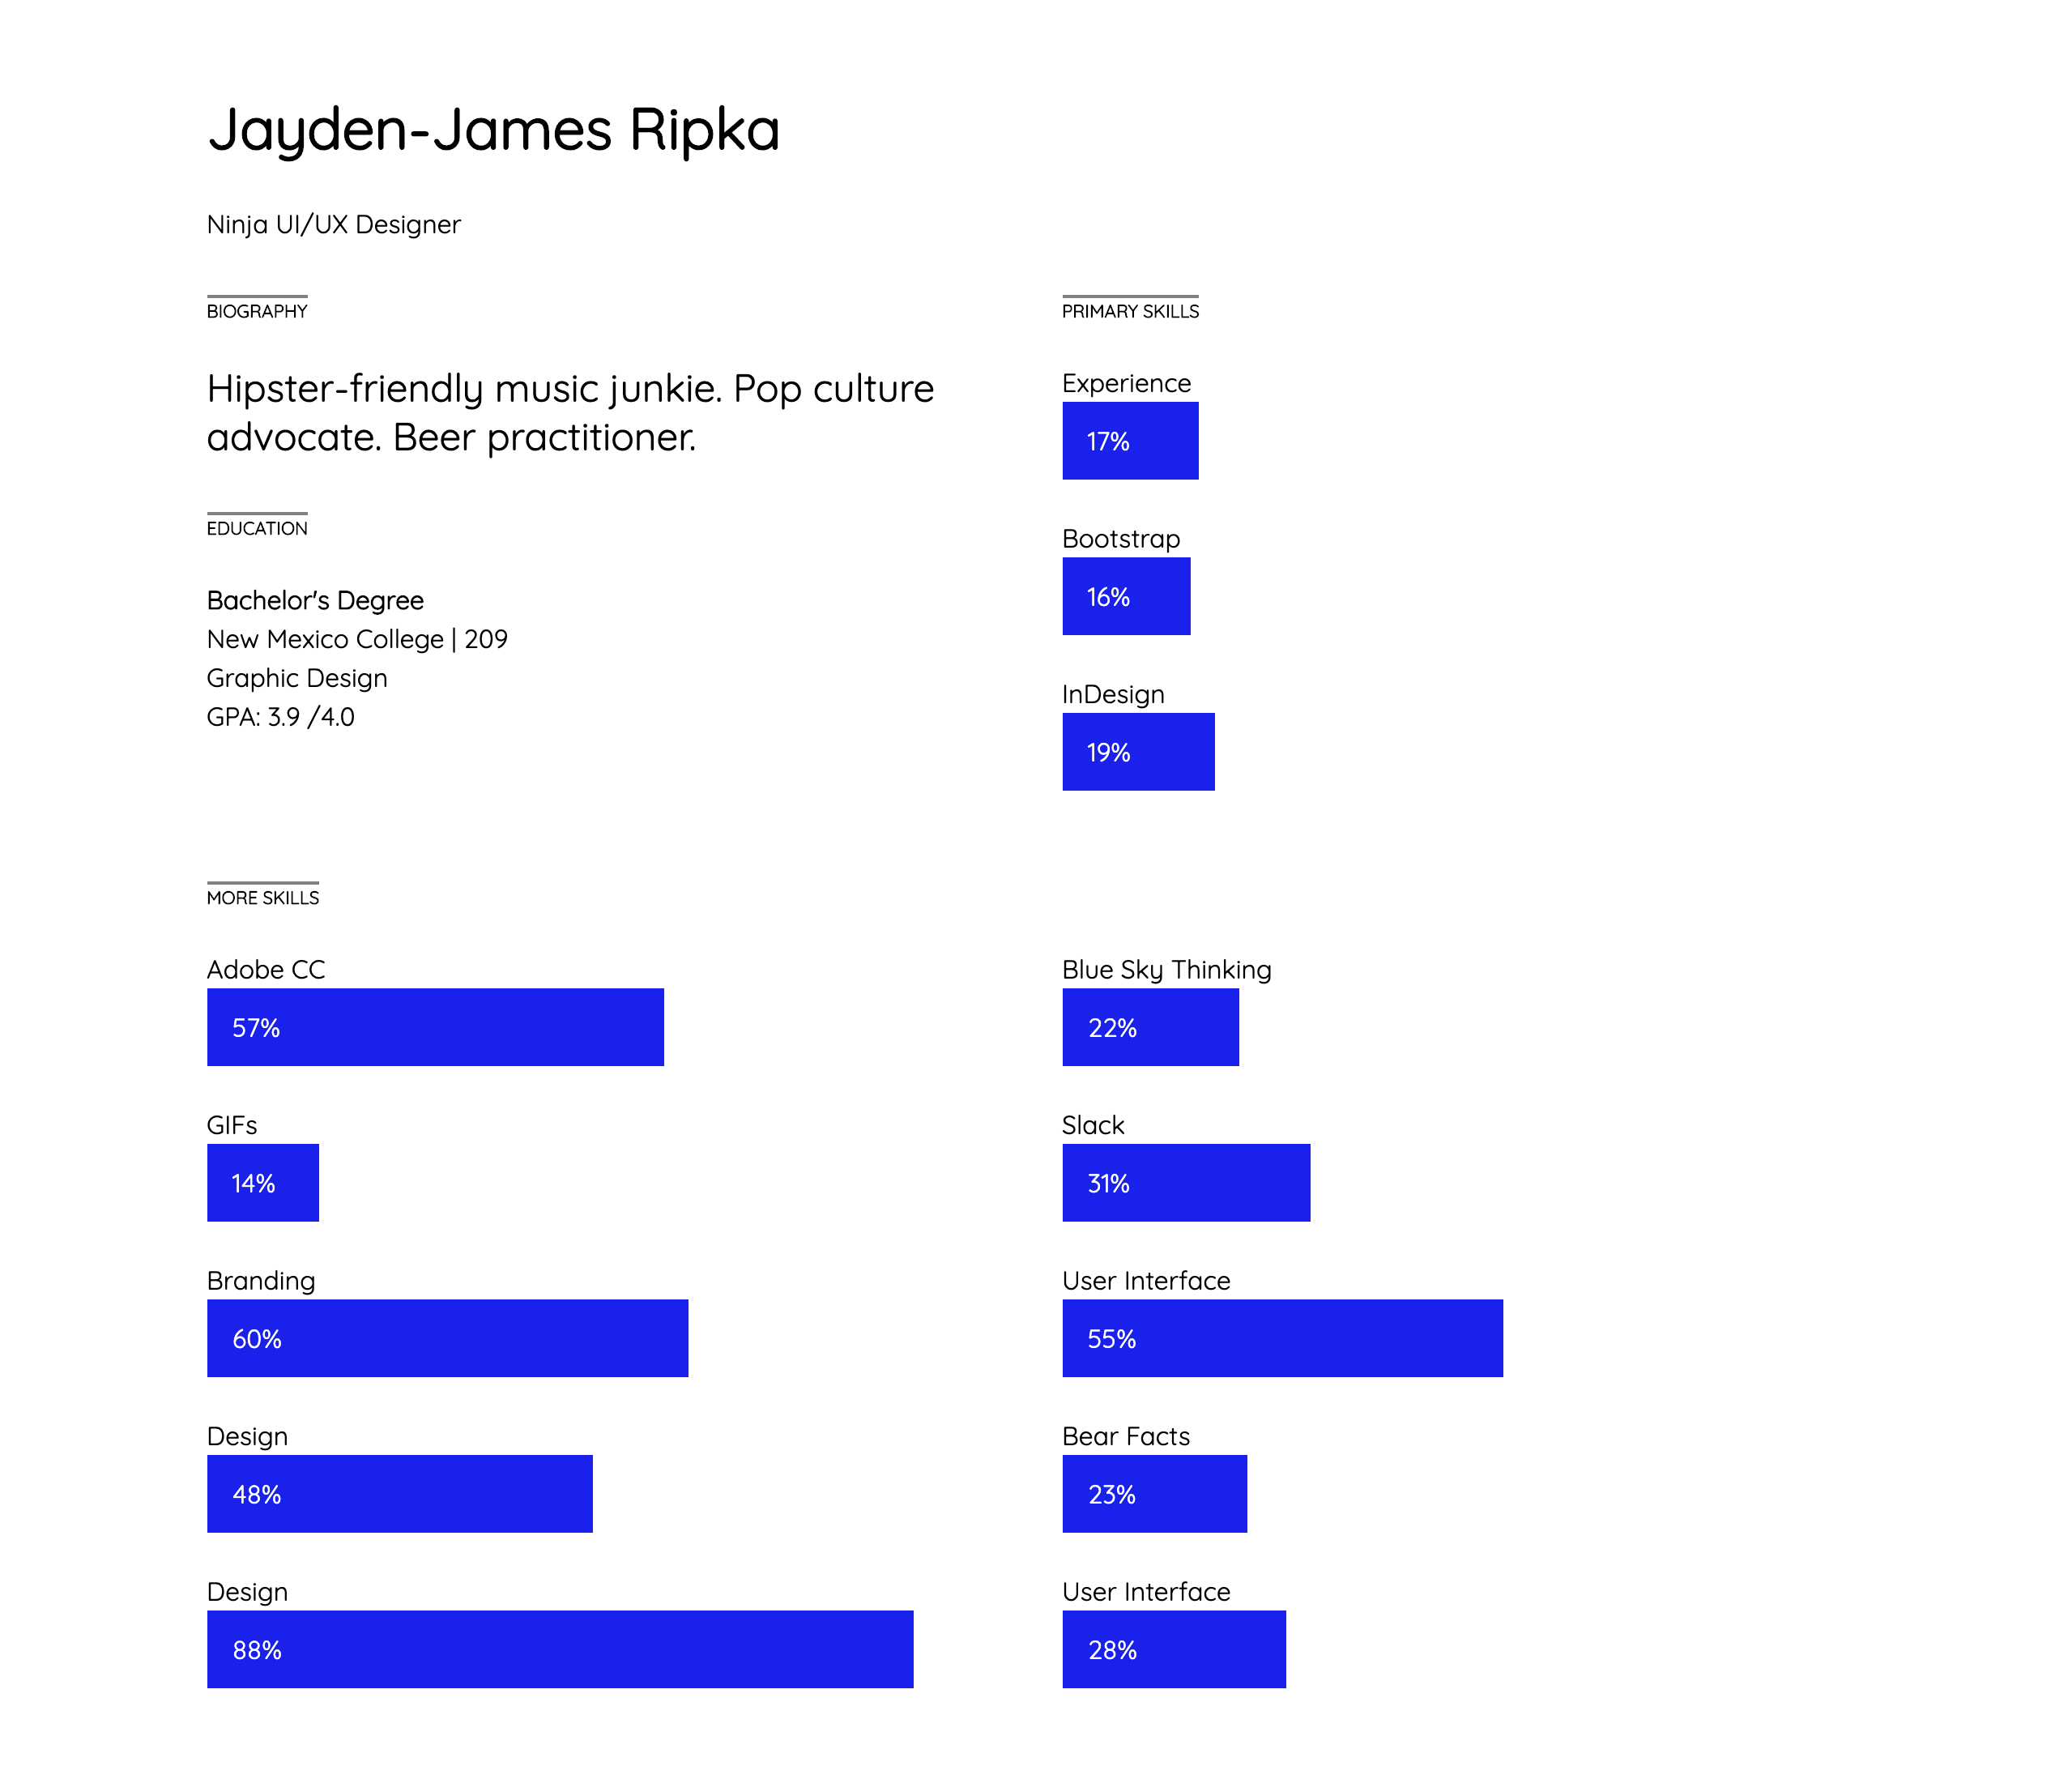 Jayden-James Ripka
Ninja UI/UX Designer
BIOGRAPHY
Hipster-friendly music junkie. Pop culture
advocate. Beer practitioner.
EDUCATION
Bachelor's Degree
New Mexico College | 209
Graphic Design
GPA: 3.9 /4.0
PRIMARY SKILLS
Experience
17%
Bootstrap
16%
InDesign
19%
MORE SKILLS
Adobe CC
57%
GIFs
14%
Branding
60%
Design
48%
Design
88%
Blue Sky Thinking
22%
Slack
31%
User Interface
55%
Bear Facts
23%
User Interface
28%